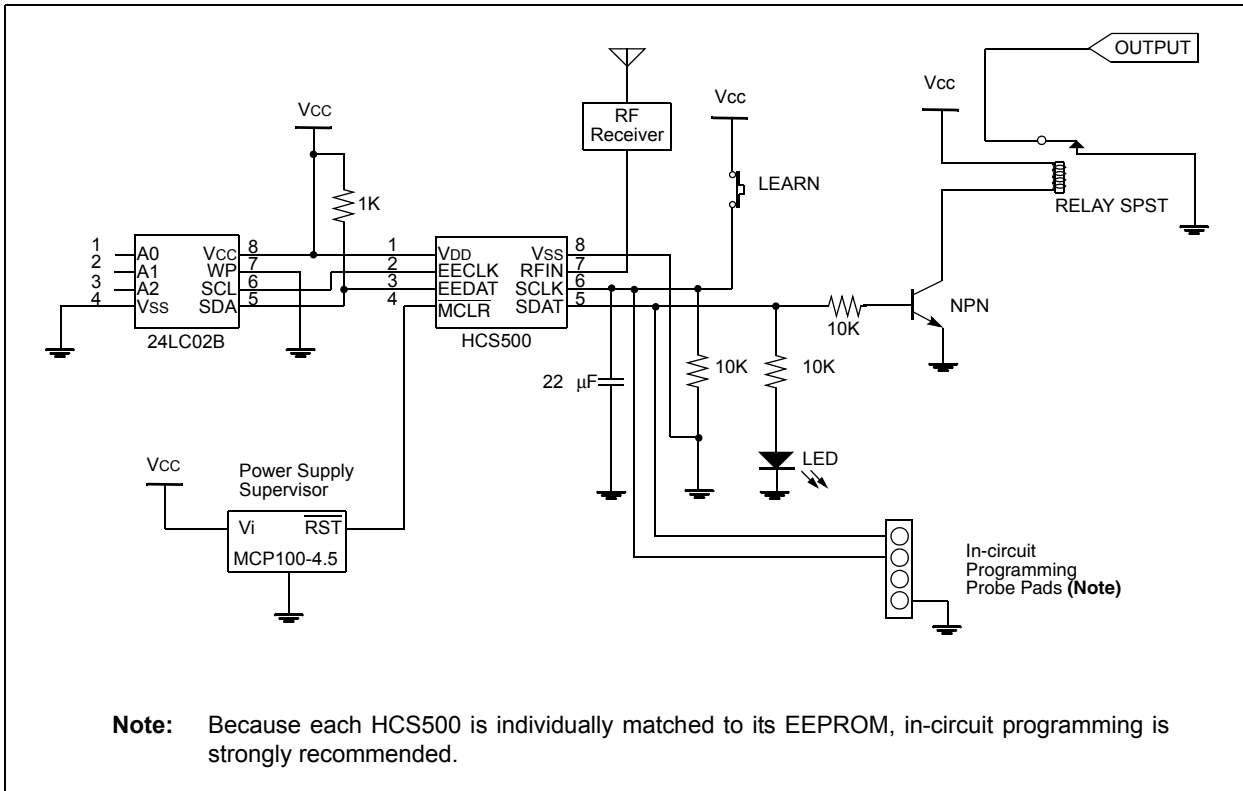 OUTPUT
VCC
Vcc
Vcc
RF
Receiver
LEARN
1K
RELAY SPST
1 A0 VCC 8
2 A1 WP 7
3 A2 SCL 6
4 VSS SDA 5
24LC02B
1 VDD VSS 8
2 EECLK RFIN 7
3 EEDAT SCLK 6
4 MCLR SDAT 5
HCS500
10K
NPN
22 µF
10K
10K
LED
VCC
Power Supply
Supervisor
Vi RST
MCP100-4.5
In-circuit
Programming
Probe Pads (Note)
Note: Because each HCS500 is individually matched to its EEPROM, in-circuit programming is
strongly recommended.